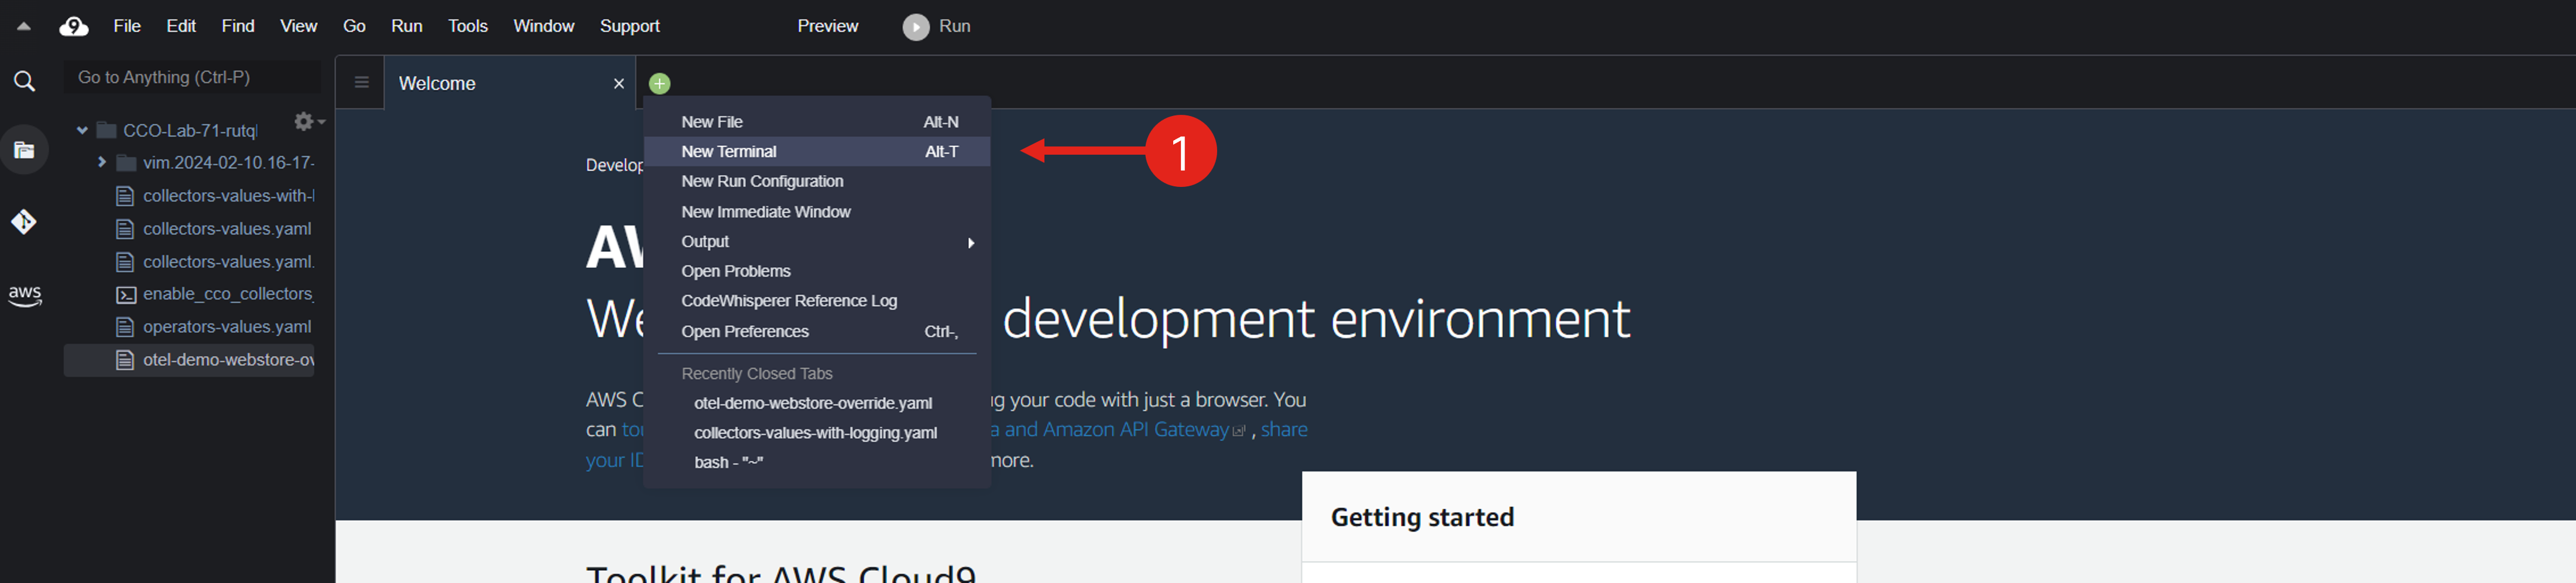 File Edit Find View Go Run Tools Window Support Preview Run
Go to Anything (Ctrl-P)
CCO-Lab-71-rutql
vim.2024-02-10.16-17-
collectors-values-with-l
collectors-values.yaml
collectors-values.yaml.
enable_cco_collectors_
operators-values.yaml
otel-demo-webstore-ov
aws
Welcome
New File Alt-N
New Terminal Alt-T
New Run Configuration
New Immediate Window
Output
Open Problems
CodeWhisperer Reference Log
Open Preferences Ctrl-,
Recently Closed Tabs
otel-demo-webstore-override.yaml
collectors-values-with-logging.yaml
bash - "~"
1
Develop
AW
We development environment
AWS C g your code with just a browser. You
can tou a and Amazon API Gateway , share
your ID more.
Getting started
Toolkit for AWS Cloud9